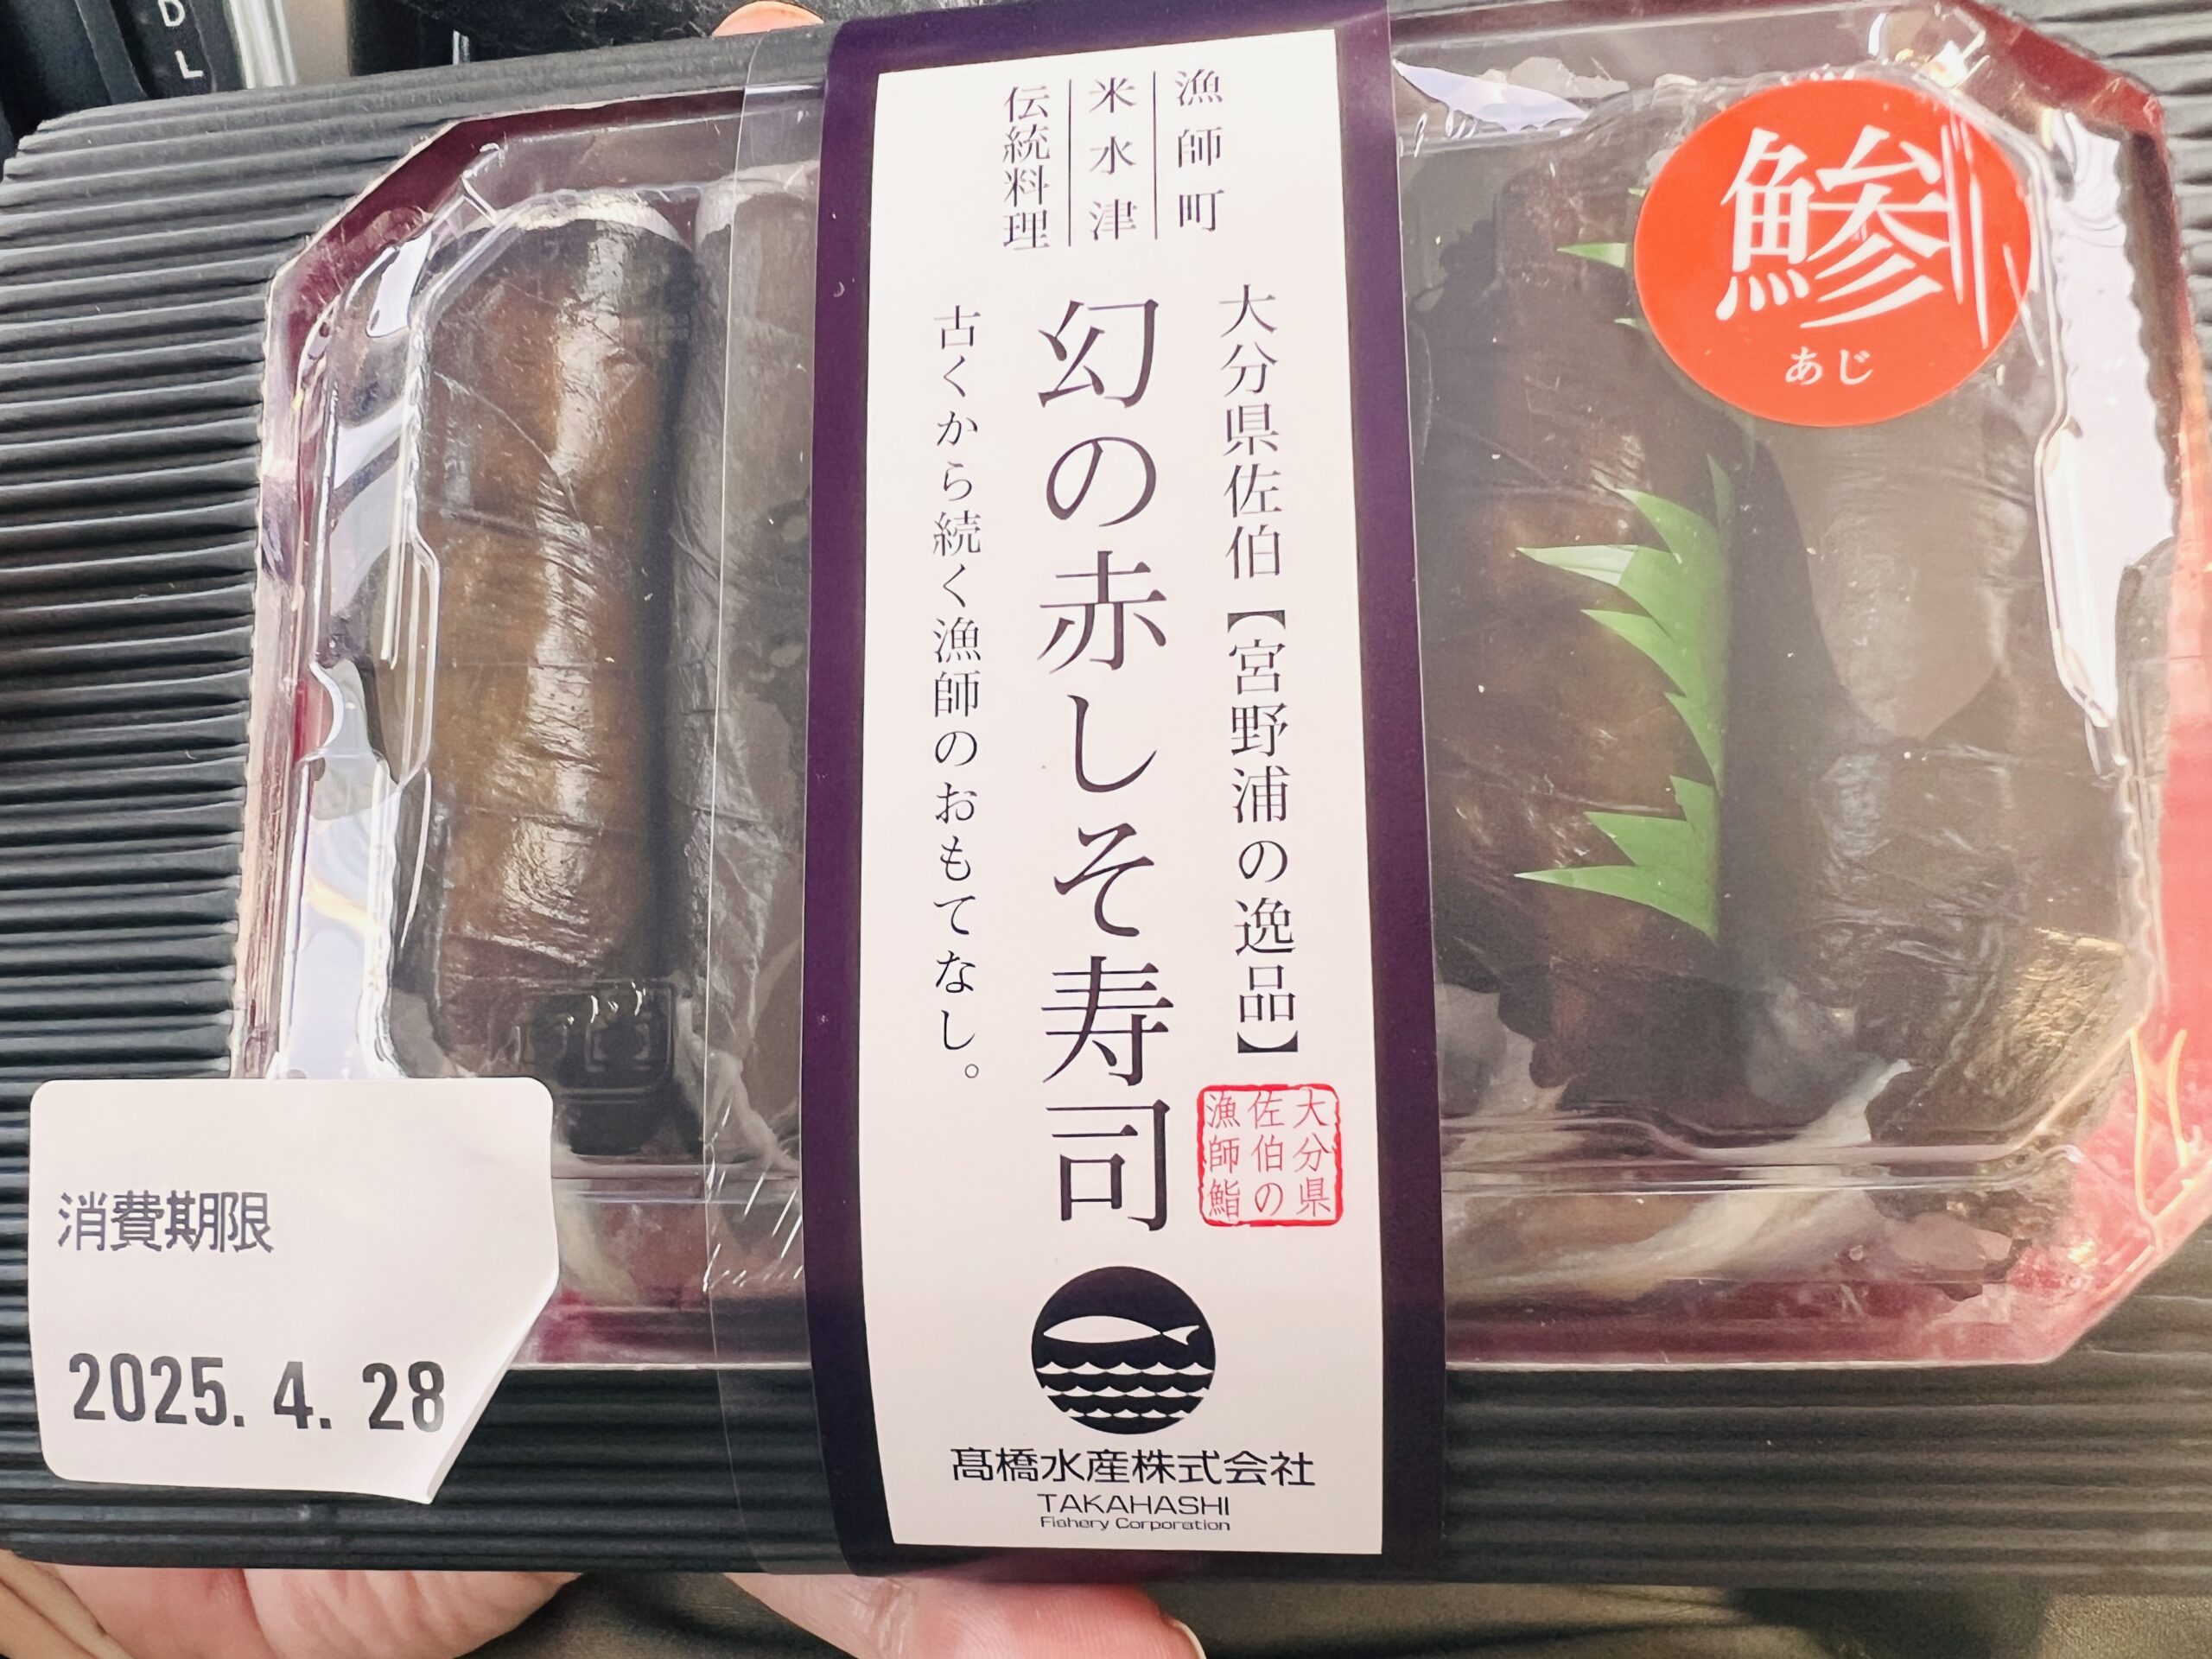 DL
漁師町
米水津
伝統料理
大分県佐伯【宮野浦の逸品】
幻の赤しそ寿司
古くから続く漁師のおもてなし。
大分県
佐伯の
漁師鮨
髙橋水産株式会社
TAKAHASHI
Fishery Corporation
鰺
あじ
消費期限
2025. 4. 28